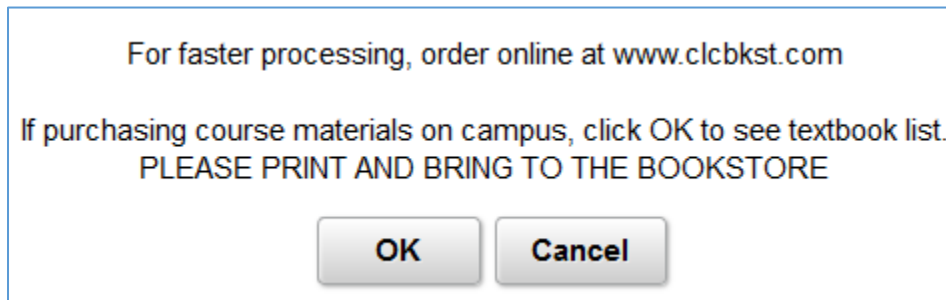 For faster processing, order online at www.clcbkst.com
If purchasing course materials on campus, click OK to see textbook list.
PLEASE PRINT AND BRING TO THE BOOKSTORE
OK
Cancel